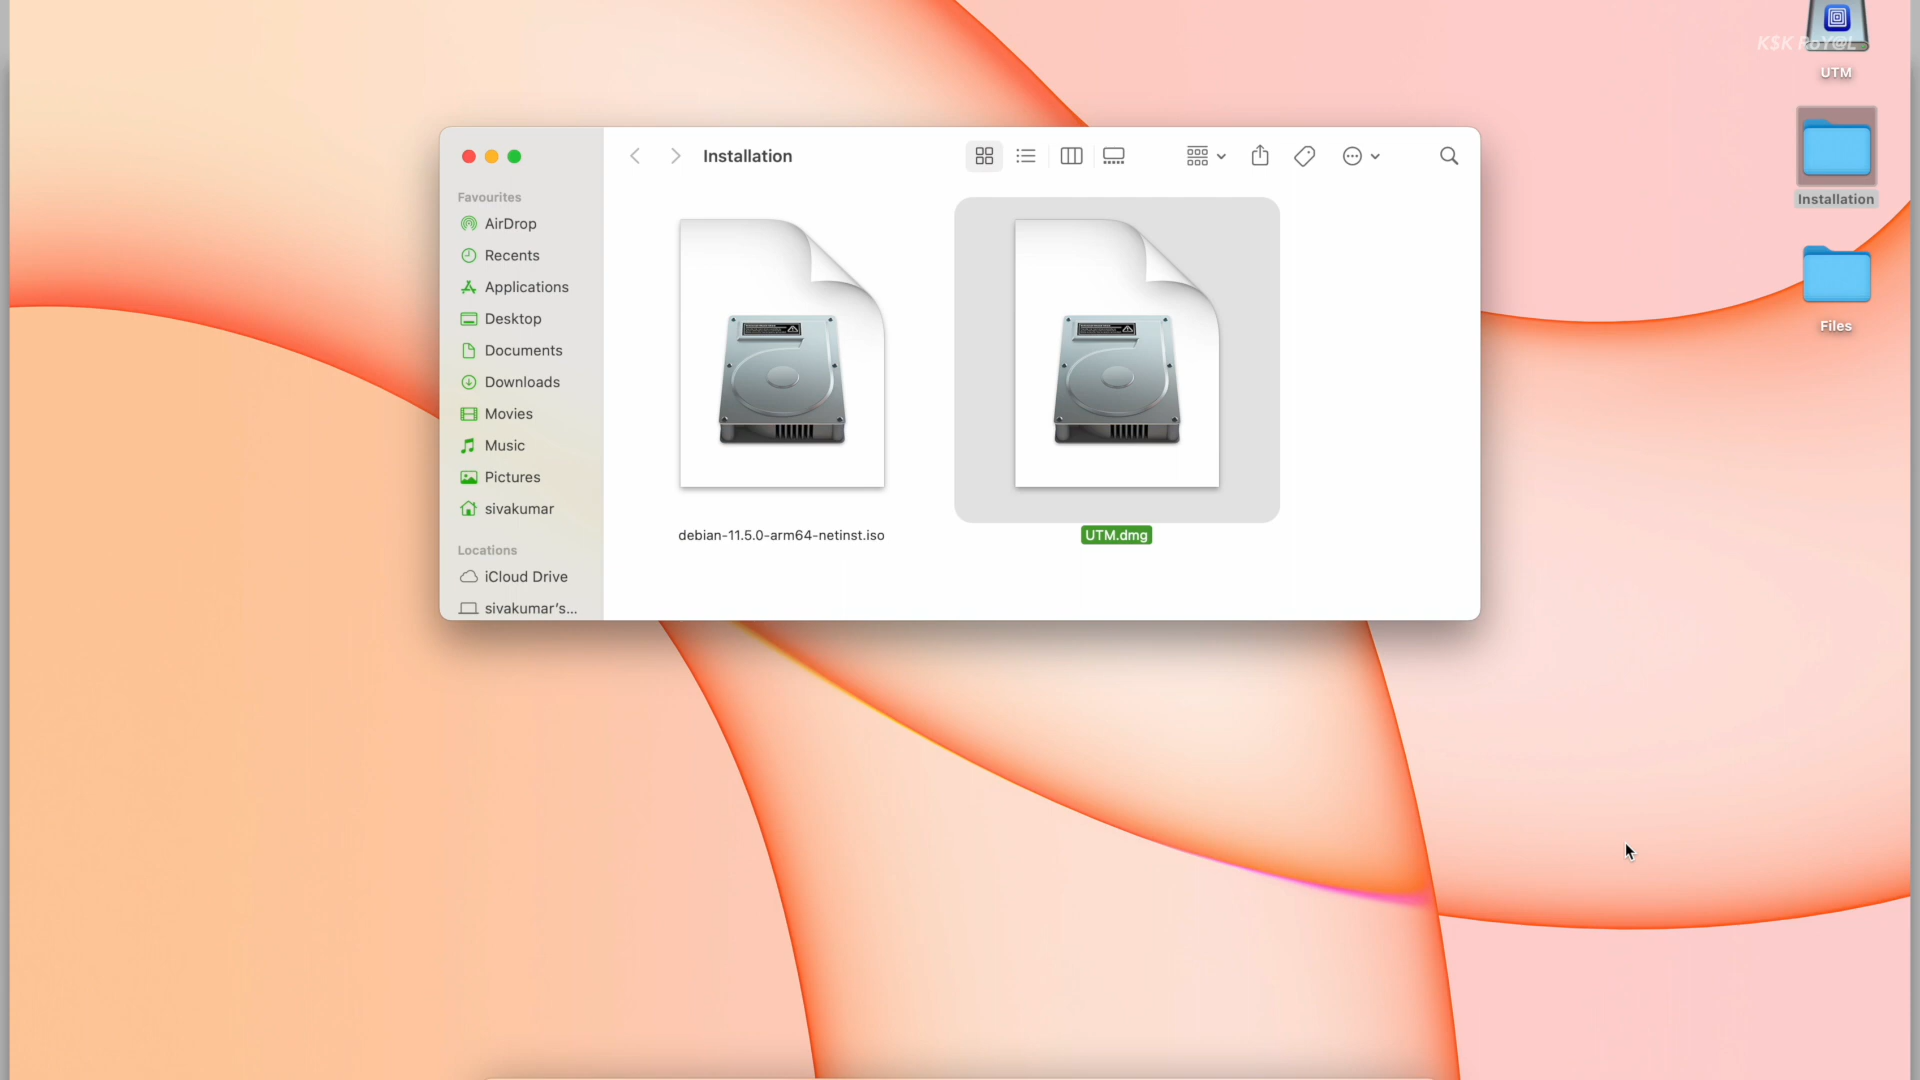 K$K RoY@L
UTM
Installation
Installation
Files
Favourites
AirDrop
Recents
Applications
Desktop
Documents
Downloads
Movies
Music
Pictures
sivakumar
Locations
iCloud Drive
sivakumar's...
debian-11.5.0-arm64-netinst.iso
UTM.dmg